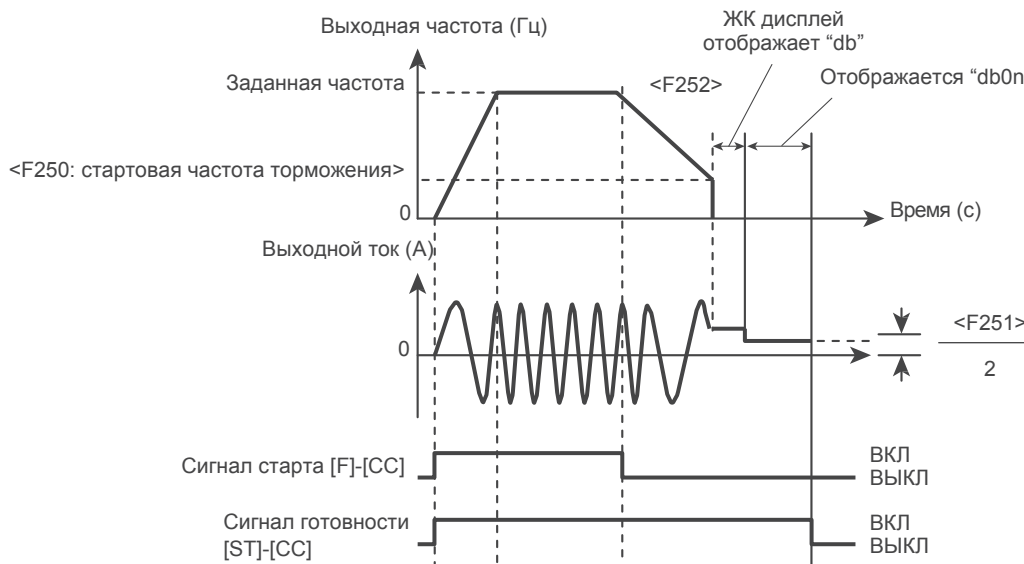 Выходная частота (Гц)
ЖК дисплей
отображает “db”
Заданная частота
<F252>
Отображается “db0n
<F250: стартовая частота торможения>
0
Время (с)
Выходной ток (А)
0
<F251>
2
Сигнал старта [F]-[CC]
ВКЛ
ВЫКЛ
Сигнал готовности
[ST]-[CC]
ВКЛ
ВЫКЛ